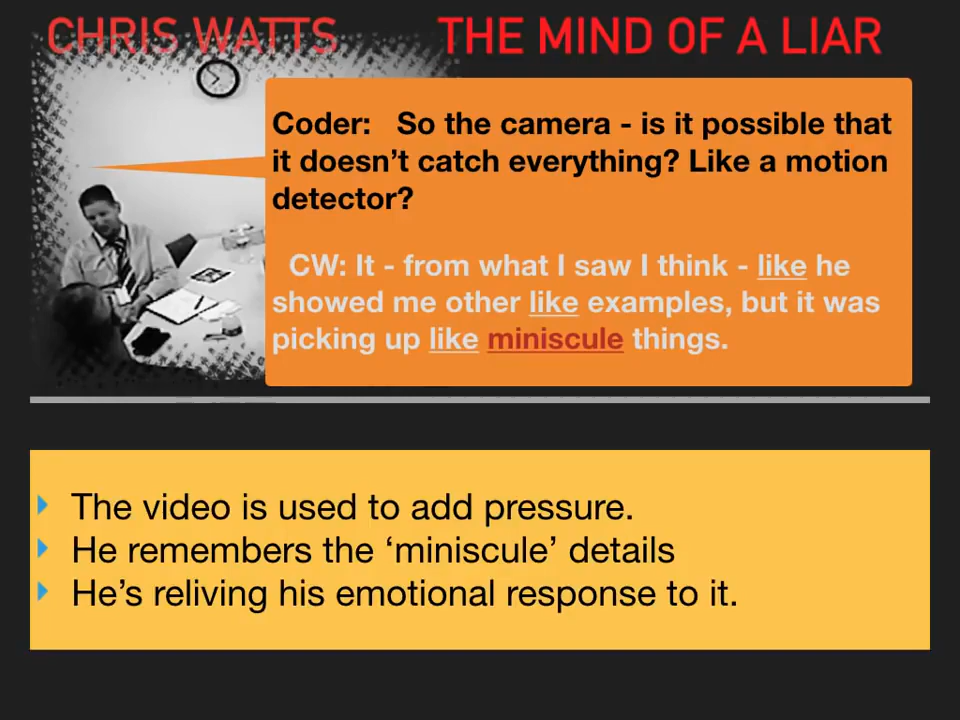 CHRIS WATTS THE MIND OF A LIAR
Coder: So the camera - is it possible that
it doesn't catch everything? Like a motion
detector?
CW: It - from what I saw I think - like he
showed me other like examples, but it was
picking up like miniscule things.
The video is used to add pressure.
He remembers the ‘miniscule’ details
He's reliving his emotional response to it.